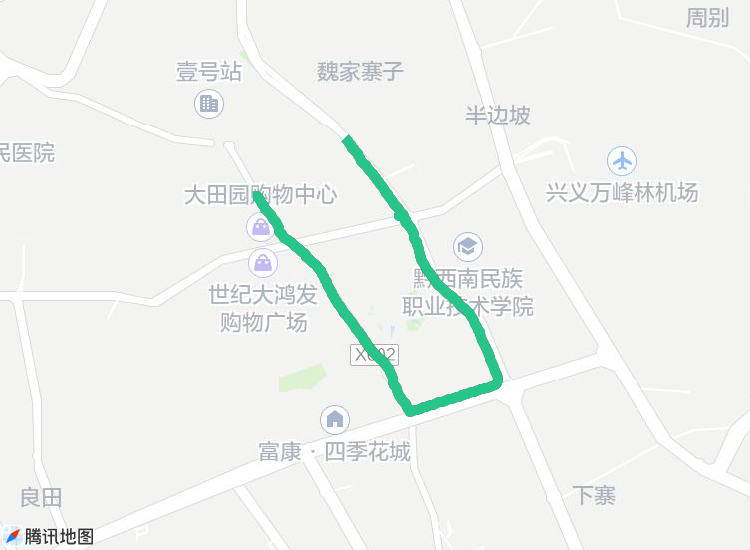 周别
壹号站
魏家寨子
半边坡
民医院
大田园购物中心
兴义万峰林机场
黔西南民族
职业技术学院
世纪大鸿发
购物广场
X602
富康·四季花城
良田
下寨
腾讯地图